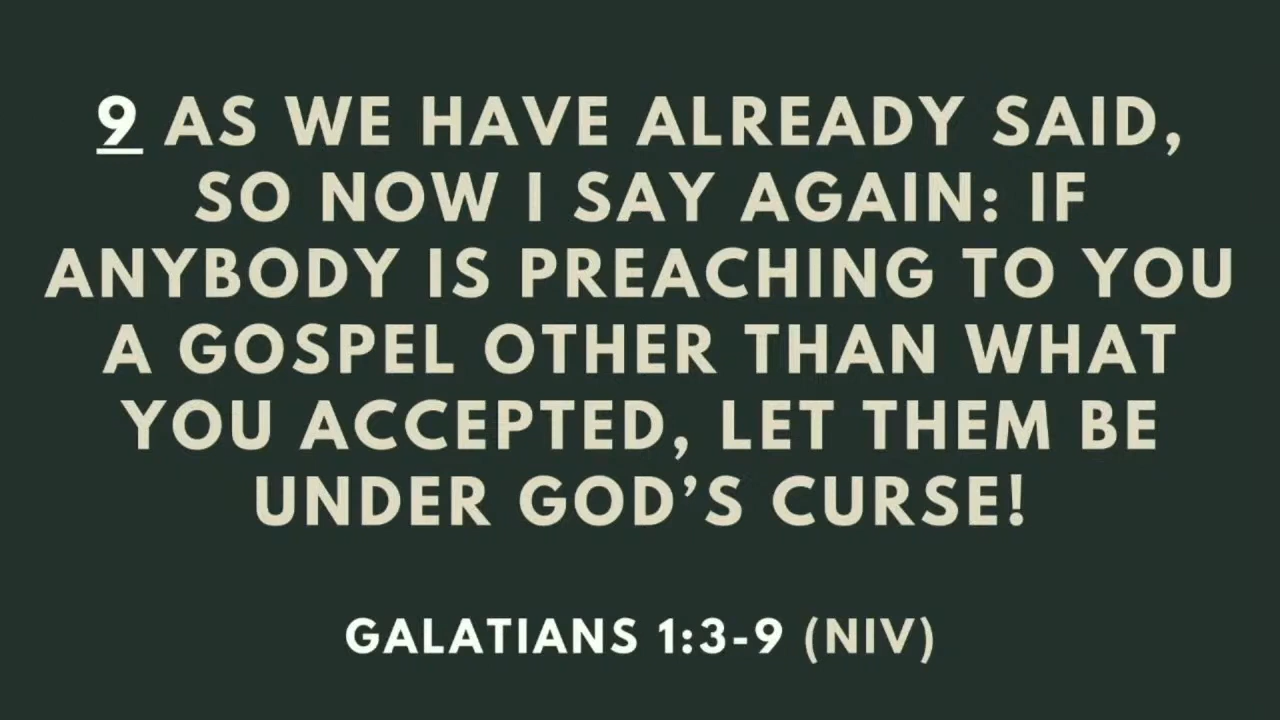 9 AS WE HAVE ALREADY SAID,
SO NOW I SAY AGAIN: IF
ANYBODY IS PREACHING TO YOU
A GOSPEL OTHER THAN WHAT
YOU ACCEPTED, LET THEM BE
UNDER GOD’S CURSE!
GALATIANS 1:3-9 (NIV)